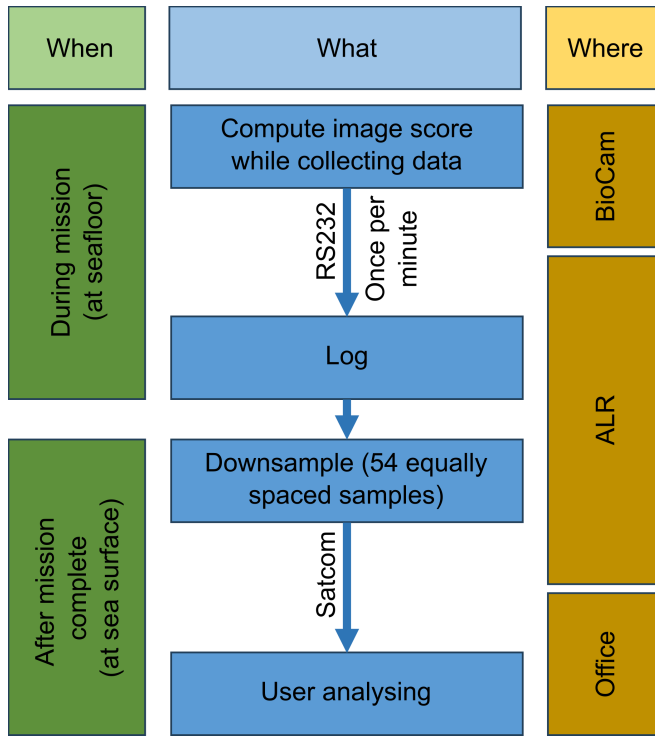 When
What
Where
During mission
(at seafloor)
Compute image score
while collecting data
BioCam
RS232
Once per
minute
Log
ALR
After mission
complete
(at sea surface)
Downsample (54 equally
spaced samples)
Satcom
User analysing
Office